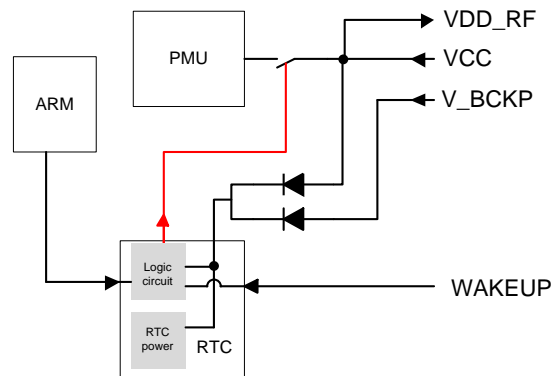 VDD_RF
PMU
VCC
V_BCKP
ARM
Logic
circuit
WAKEUP
RTC
power
RTC